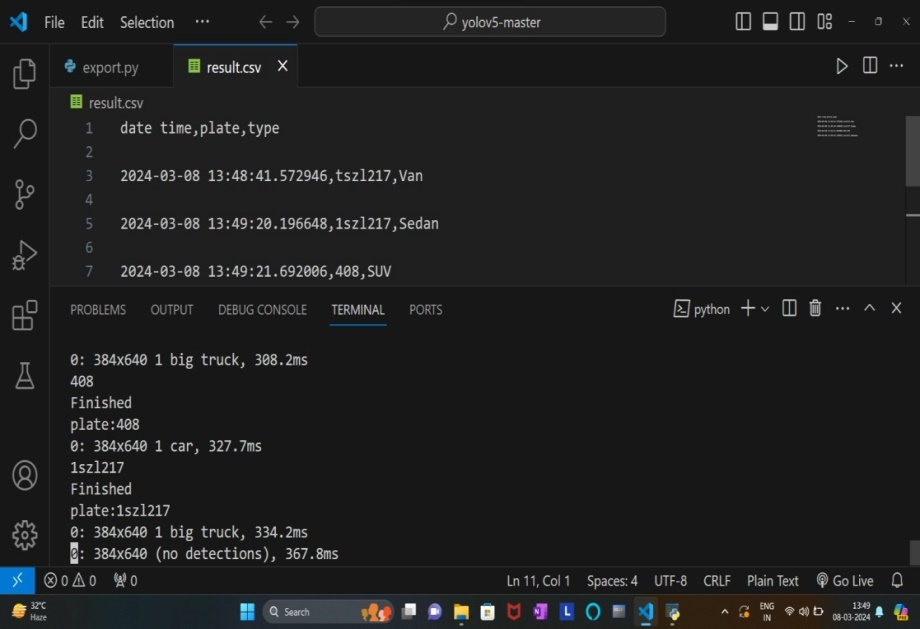 File Edit Selection ··· yolov5-master
export.py result.csv
result.csv
1 date time,plate,type
2
3 2024-03-08 13:48:41.572946,tszl217,Van
4
5 2024-03-08 13:49:20.196648,1szl217,Sedan
6
7 2024-03-08 13:49:21.692006,408,SUV
PROBLEMS OUTPUT DEBUG CONSOLE TERMINAL PORTS python
0: 384x640 1 big truck, 308.2ms
408
Finished
plate:408
0: 384x640 1 car, 327.7ms
1szl217
Finished
plate:1szl217
0: 384x640 1 big truck, 334.2ms
0: 384x640 (no detections), 367.8ms
0 0 0 Ln 11, Col 1 Spaces: 4 UTF-8 CRLF Plain Text Go Live
32°C
Haze
Search
ENG
IN
13:49
08-03-2024